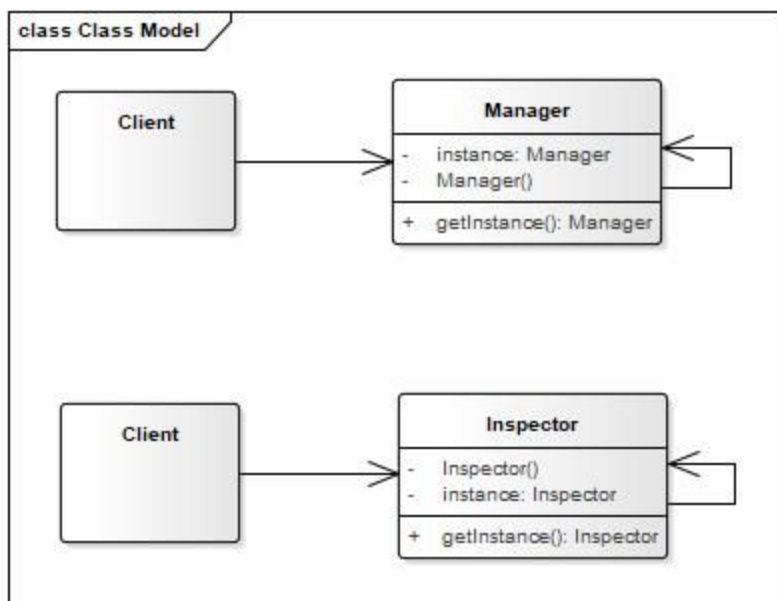 class Class Model
Client
Manager
- instance: Manager
- Manager()
+ getInstance(): Manager
Client
Inspector
- Inspector()
- instance: Inspector
+ getInstance(): Inspector